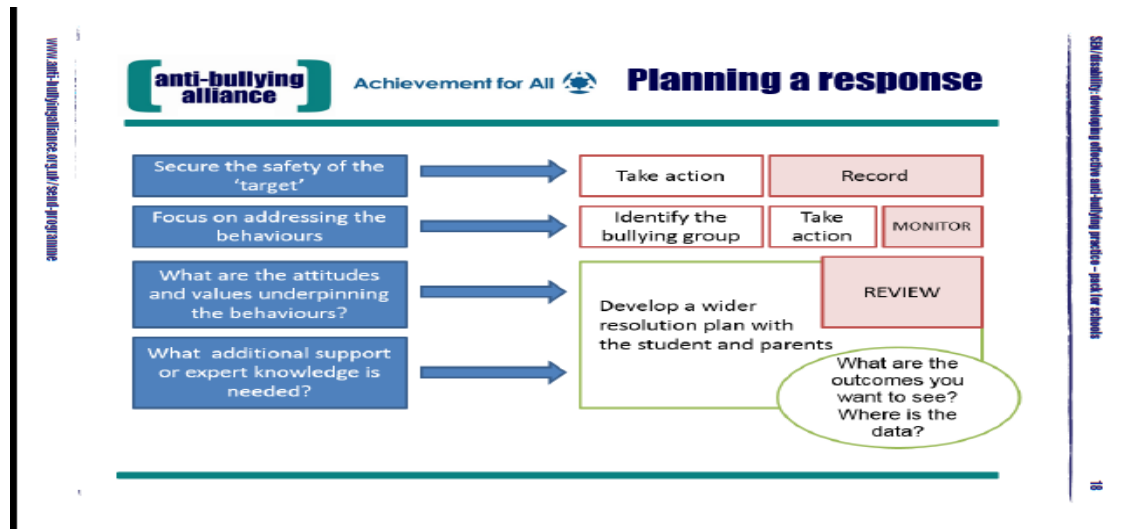 www.anti-bullyingalliance.org.uk/send-programme
anti-bullying
alliance
Achievement for All
Planning a response
Secure the safety of the
‘target’
Take action
Record
Focus on addressing the
behaviours
Identify the
bullying group
Take
action
MONITOR
What are the attitudes
and values underpinning
the behaviours?
REVIEW
Develop a wider
resolution plan with
the student and parents
What additional support
or expert knowledge is
needed?
What are the
outcomes you
want to see?
Where is the
data?
SEN/disability: developing effective anti-bullying practice – pack for schools
18